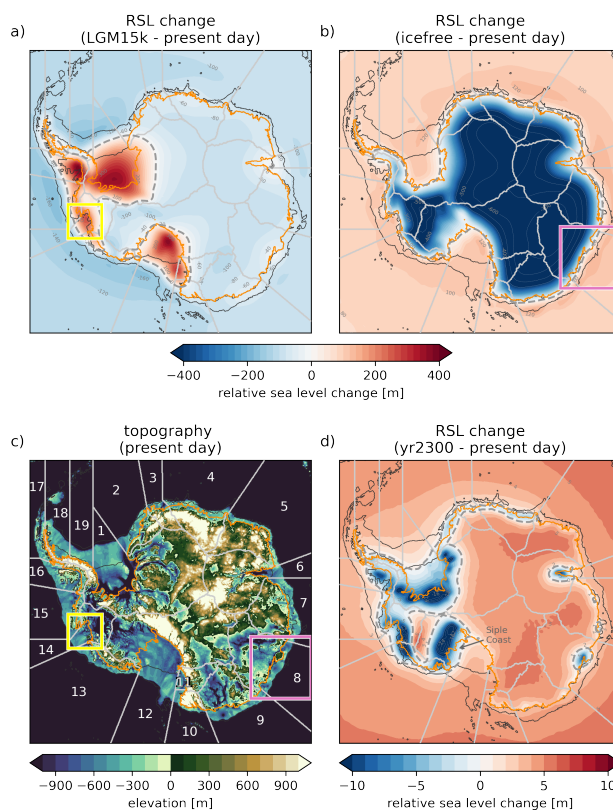 a)
RSL change
(LGM15k - present day)
b)
RSL change
(icefree - present day)
−400 −200 0 200 400
relative sea level change [m]
c)
topography
(present day)
d)
RSL change
(yr2300 - present day)
17
18
19
1
2
3
4
5
6
7
8
9
10
11
12
13
14
15
16
Siple
Coast
−900 −600 −300 0 300 600 900
elevation [m]
−10 −5 0 5 10
relative sea level change [m]